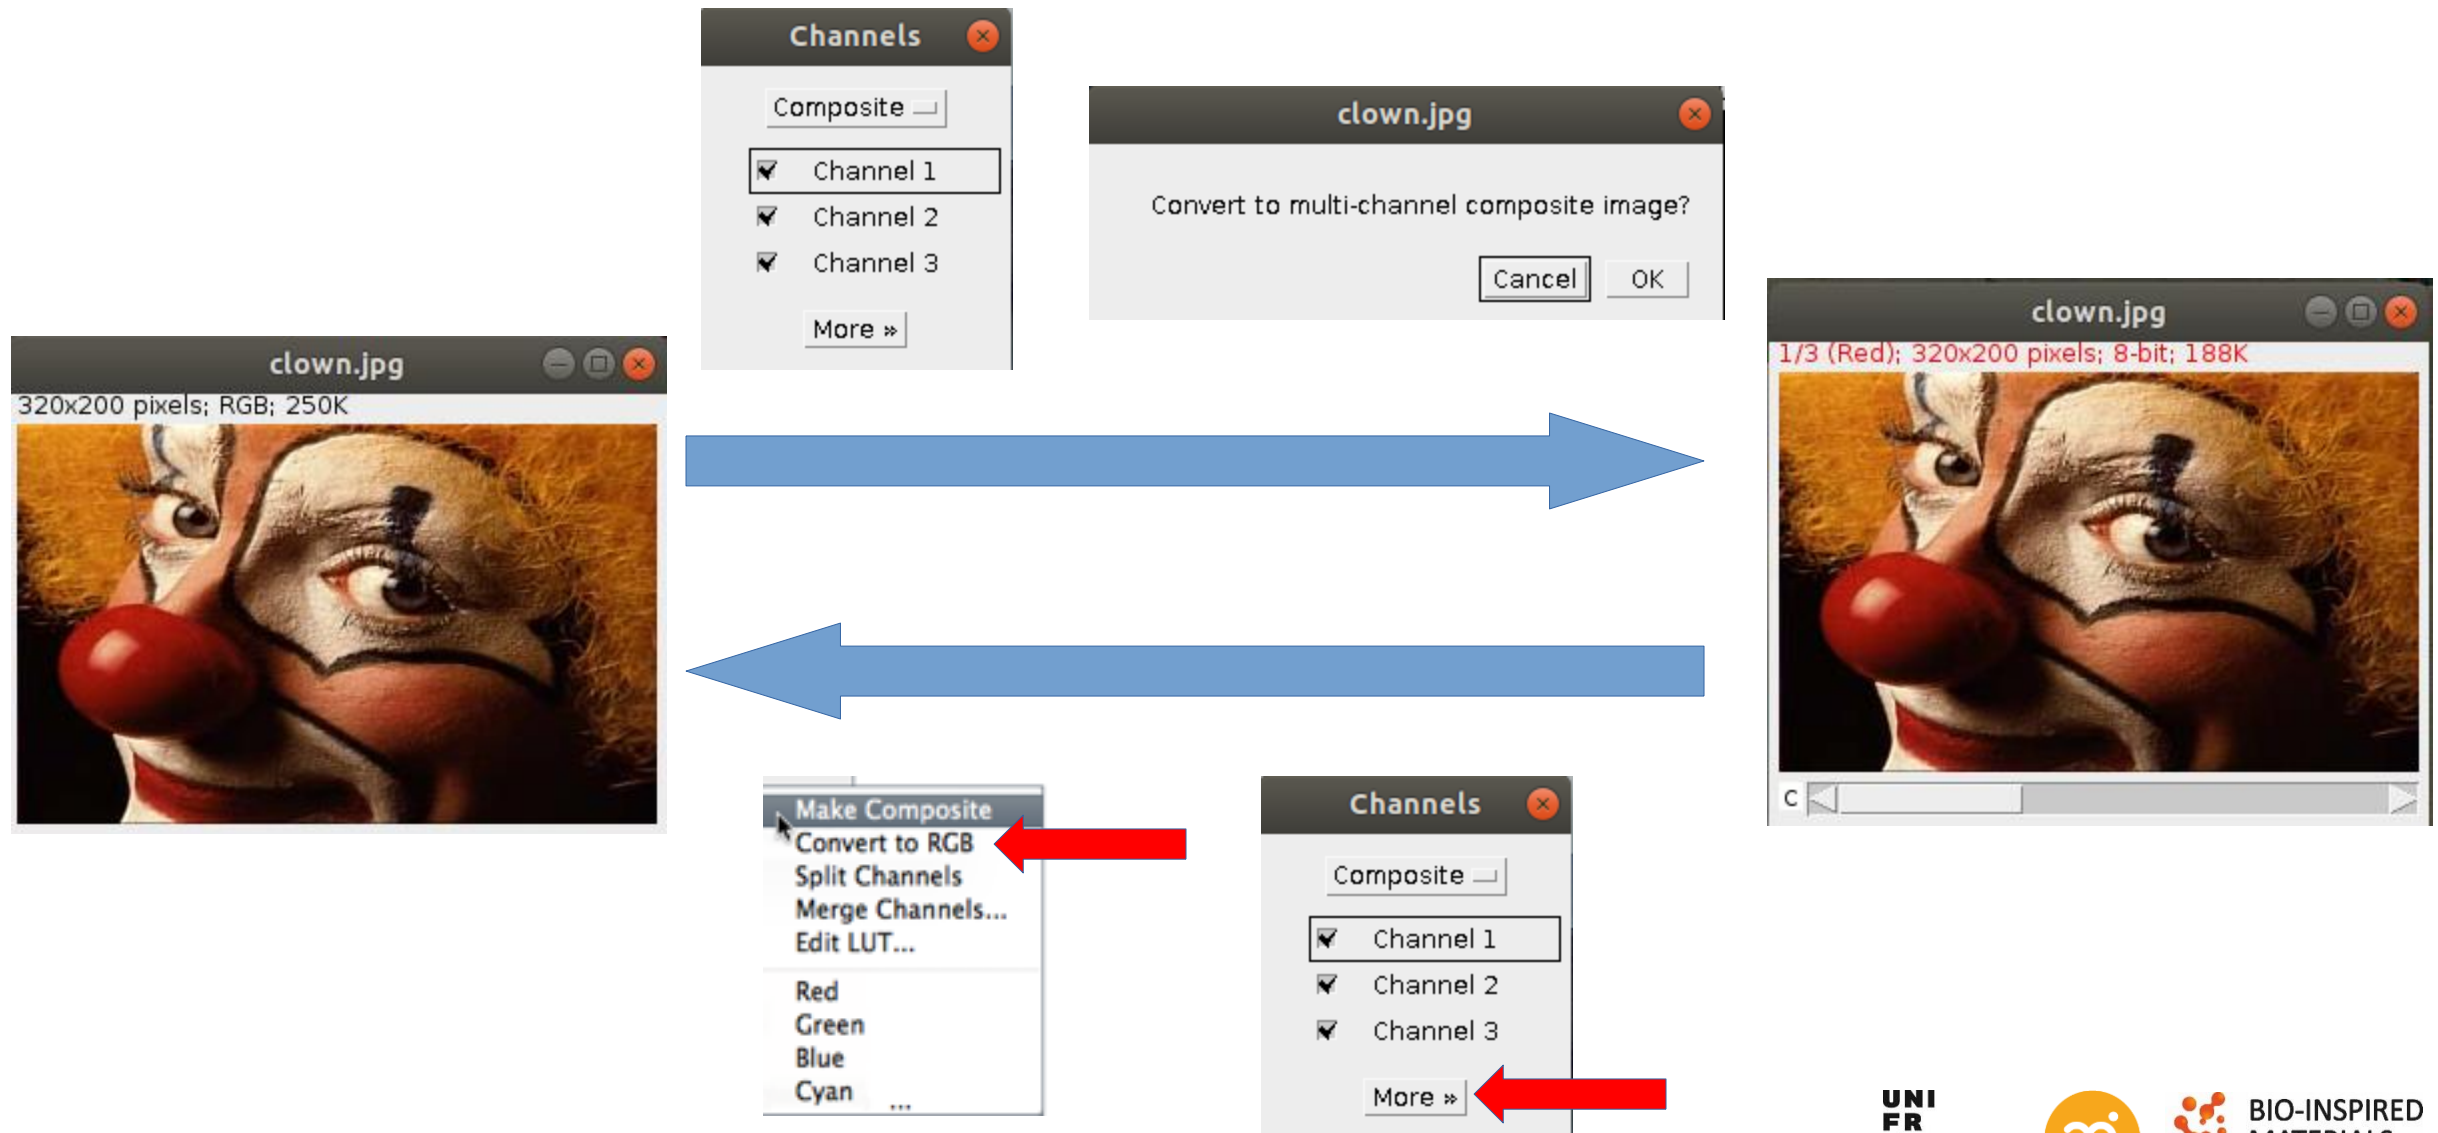 Channels
Composite
Channel 1
Channel 2
Channel 3
More »
clown.jpg
Convert to multi-channel composite image?
Cancel OK
clown.jpg
320x200 pixels; RGB; 250K
clown.jpg
1/3 (Red); 320x200 pixels; 8-bit; 188K
C
Make Composite
Convert to RGB
Split Channels
Merge Channels...
Edit LUT...
Red
Green
Blue
Cyan
...
Channels
Composite
Channel 1
Channel 2
Channel 3
More »
UNI
FR
BIO-INSPIRED
MATERIALS